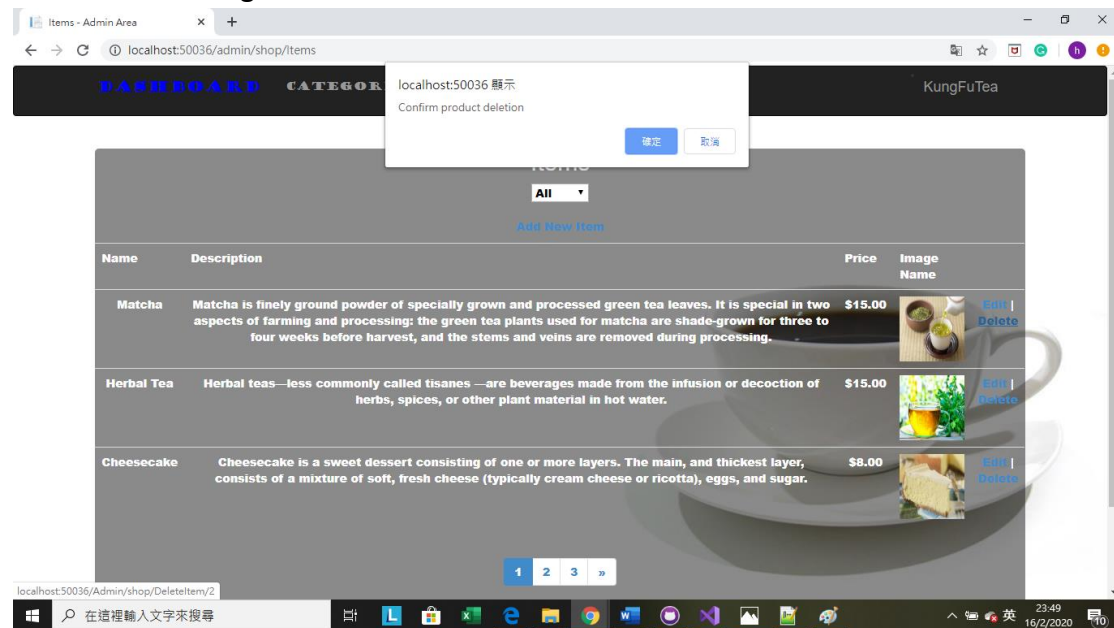 Items - Admin Area
localhost:50036/admin/shop/Items
DASHBOARD CATEGOR
KungFuTea
localhost:50036 顯示
Confirm product deletion
確定 取消
All
Add New Item
Name Description Price Image
Name
Matcha Matcha is finely ground powder of specially grown and processed green tea leaves. It is special in two $15.00 Edit |
aspects of farming and processing: the green tea plants used for matcha are shade-grown for three to Delete
four weeks before harvest, and the stems and veins are removed during processing.
Herbal Tea Herbal teas—less commonly called tisanes —are beverages made from the infusion or decoction of $15.00 Edit |
herbs, spices, or other plant material in hot water. Delete
Cheesecake Cheesecake is a sweet dessert consisting of one or more layers. The main, and thickest layer, $8.00 Edit |
consists of a mixture of soft, fresh cheese (typically cream cheese or ricotta), eggs, and sugar. Delete
1 2 3 »
localhost:50036/Admin/shop/DeleteItem/2
在這裡輸入文字來搜尋
英 23:49
16/2/2020